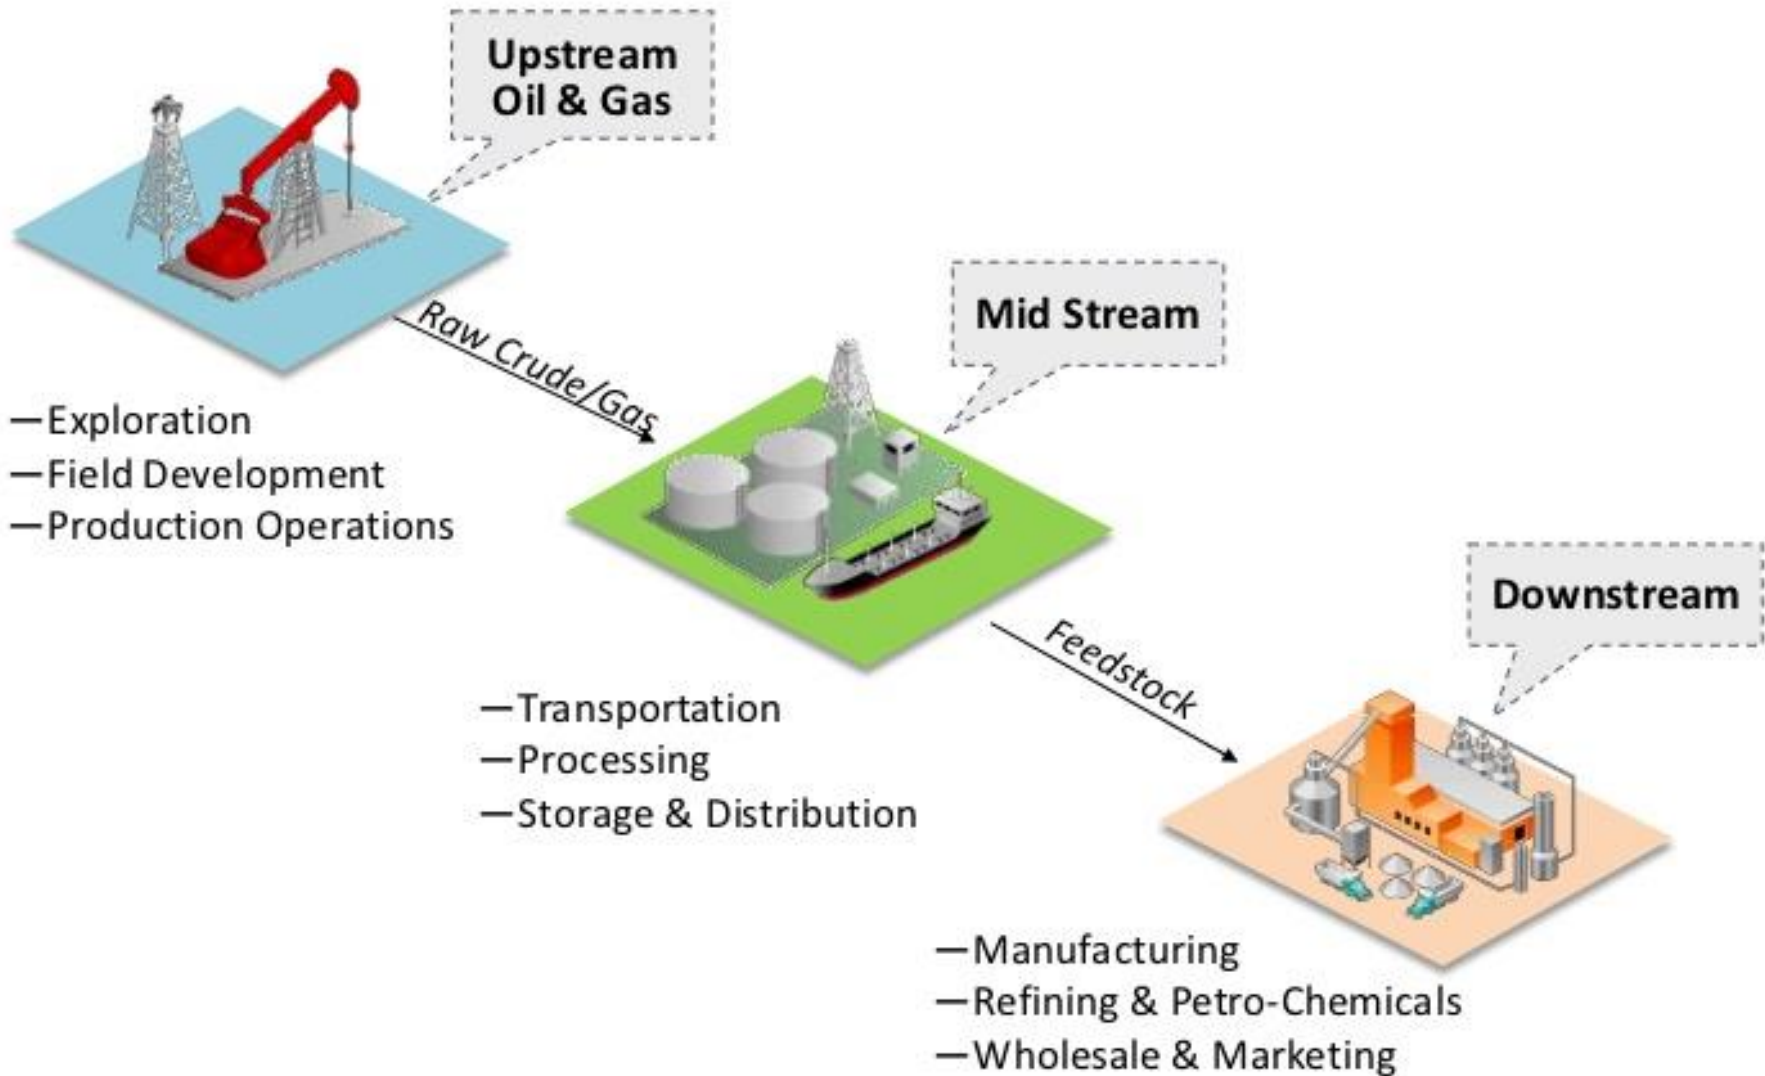 Upstream
Oil & Gas
Raw Crude/Gas
—Exploration
—Field Development
—Production Operations
Mid Stream
Feedstock
—Transportation
—Processing
—Storage & Distribution
Downstream
—Manufacturing
—Refining & Petro-Chemicals
—Wholesale & Marketing